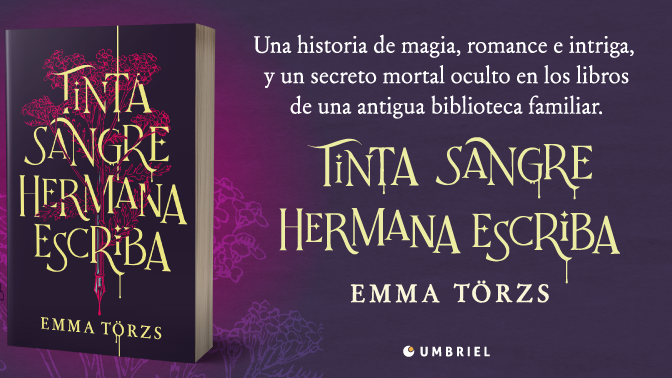 TINTA
SANGRE
HERMANA
ESCRIBA
EMMA TÖRZS
Una historia de magia, romance e intriga,
y un secreto mortal oculto en los libros
de una antigua biblioteca familiar.
TINTA SANGRE
HERMANA ESCRIBA
EMMA TÖRZS
UMBRIEL